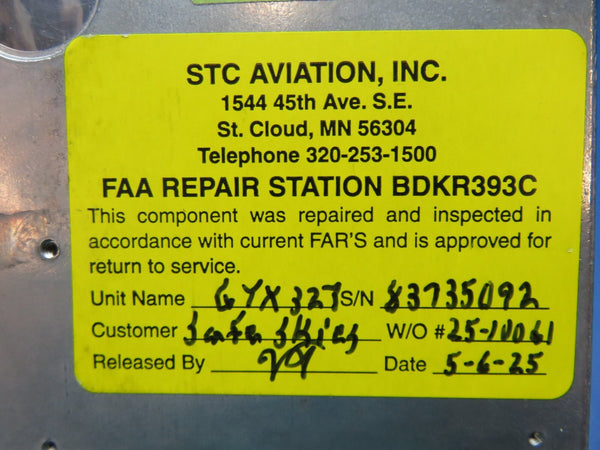 STC AVIATION, INC.
1544 45th Ave. S.E.
St. Cloud, MN 56304
Telephone 320-253-1500
FAA REPAIR STATION BDKR393C
This component was repaired and inspected in
accordance with current FAR'S and is approved for
return to service.
Unit Name GTX 327 S/N 83735092
Customer Skies W/O # 25-10061
Released By Date 5-6-25